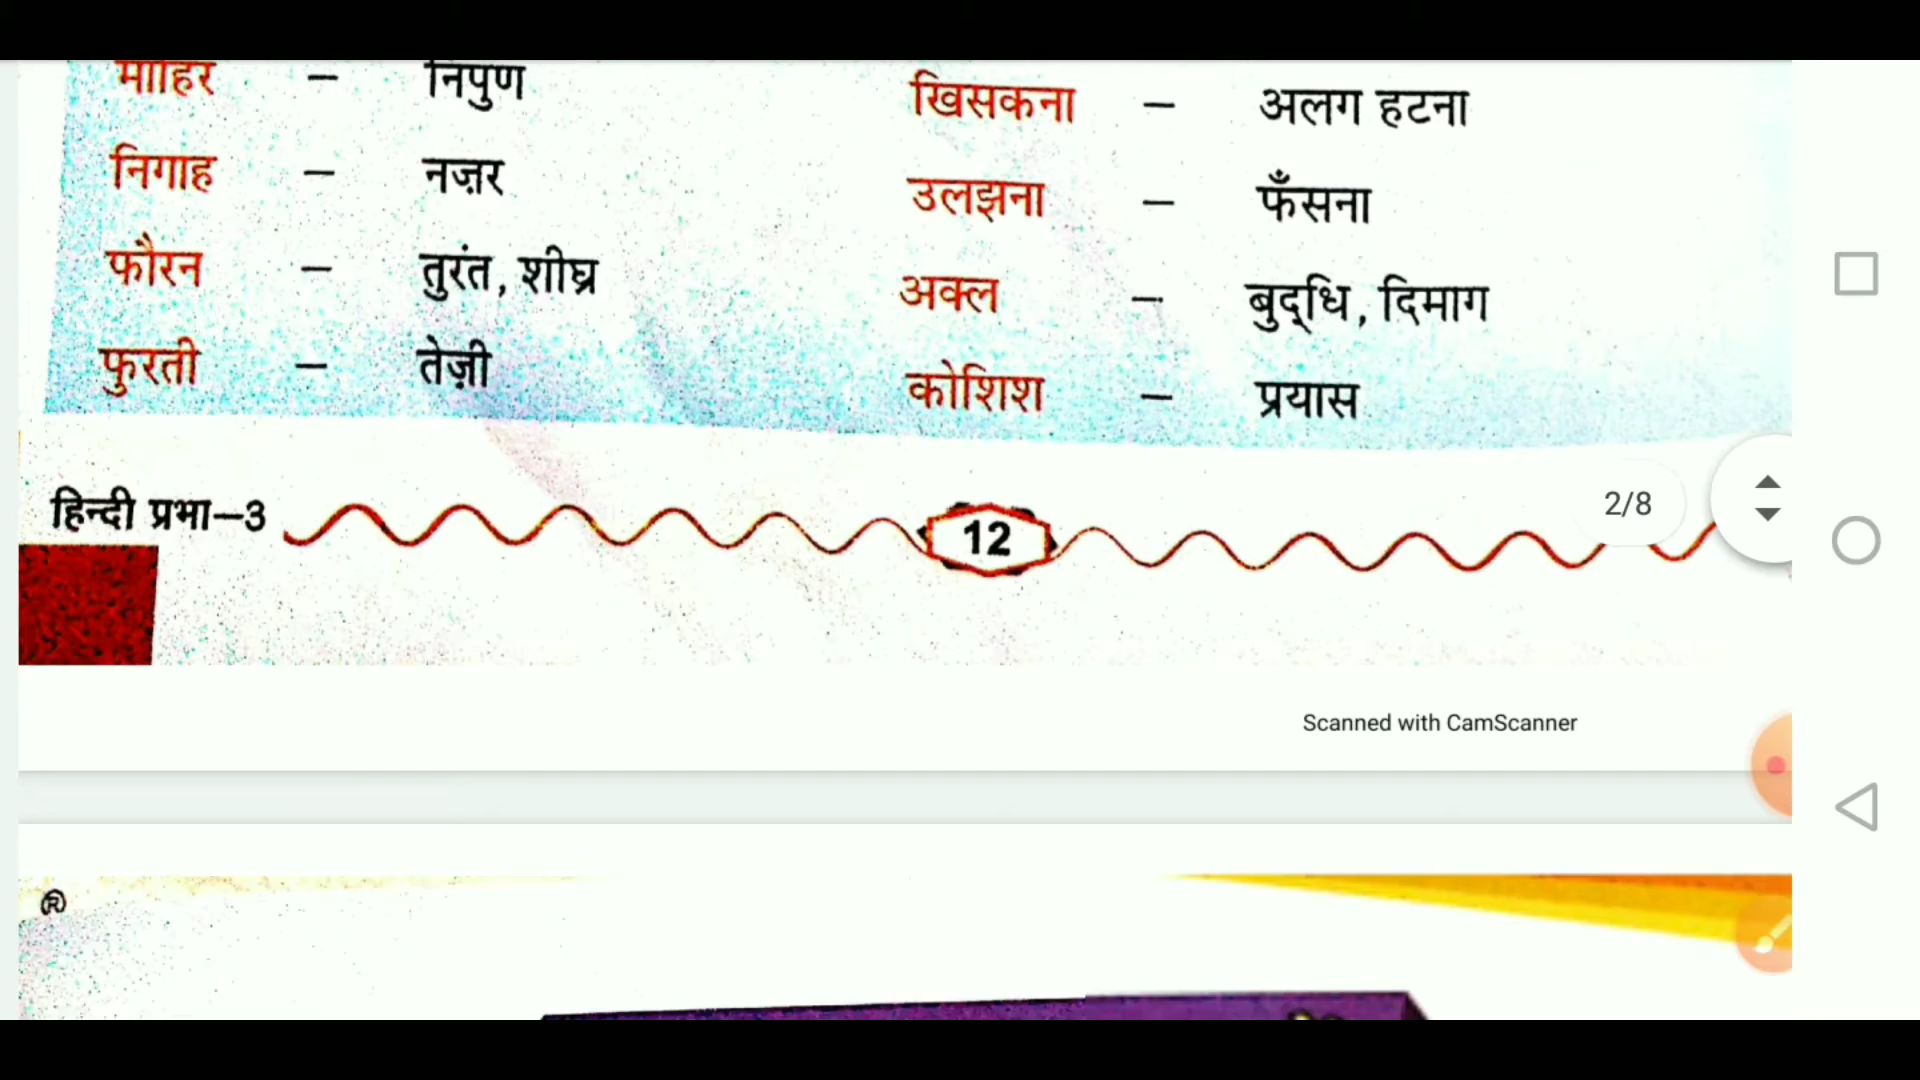 माहिर – निपुण
खिसकना – अलग हटना
निगाह – नज़र
उलझना – फँसना
फौरन – तुरंत, शीघ्र
अक्ल – बुद्‌धि, दिमाग
फुरती – तेज़ी
कोशिश – प्रयास
हिन्दी प्रभा–3
12
2/8
Scanned with CamScanner
®